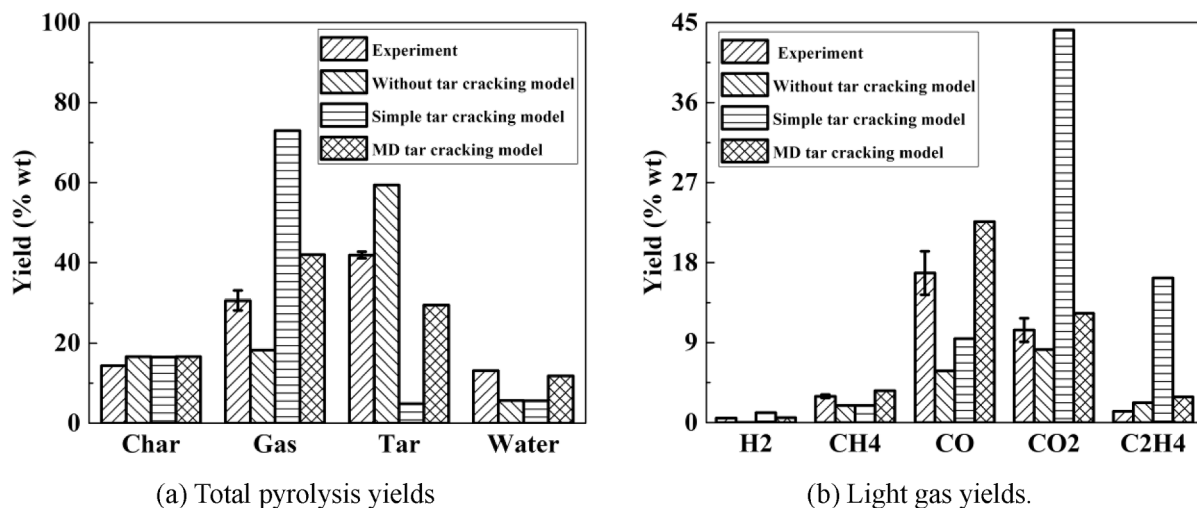 100
80
60
40
20
0
Yield (% wt)
Experiment
Without tar cracking model
Simple tar cracking model
MD tar cracking model
Char Gas Tar Water
(a) Total pyrolysis yields
45
36
27
18
9
0
Yield (% wt)
Experiment
Without tar cracking model
Simple tar cracking model
MD tar cracking model
H2 CH4 CO CO2 C2H4
(b) Light gas yields.